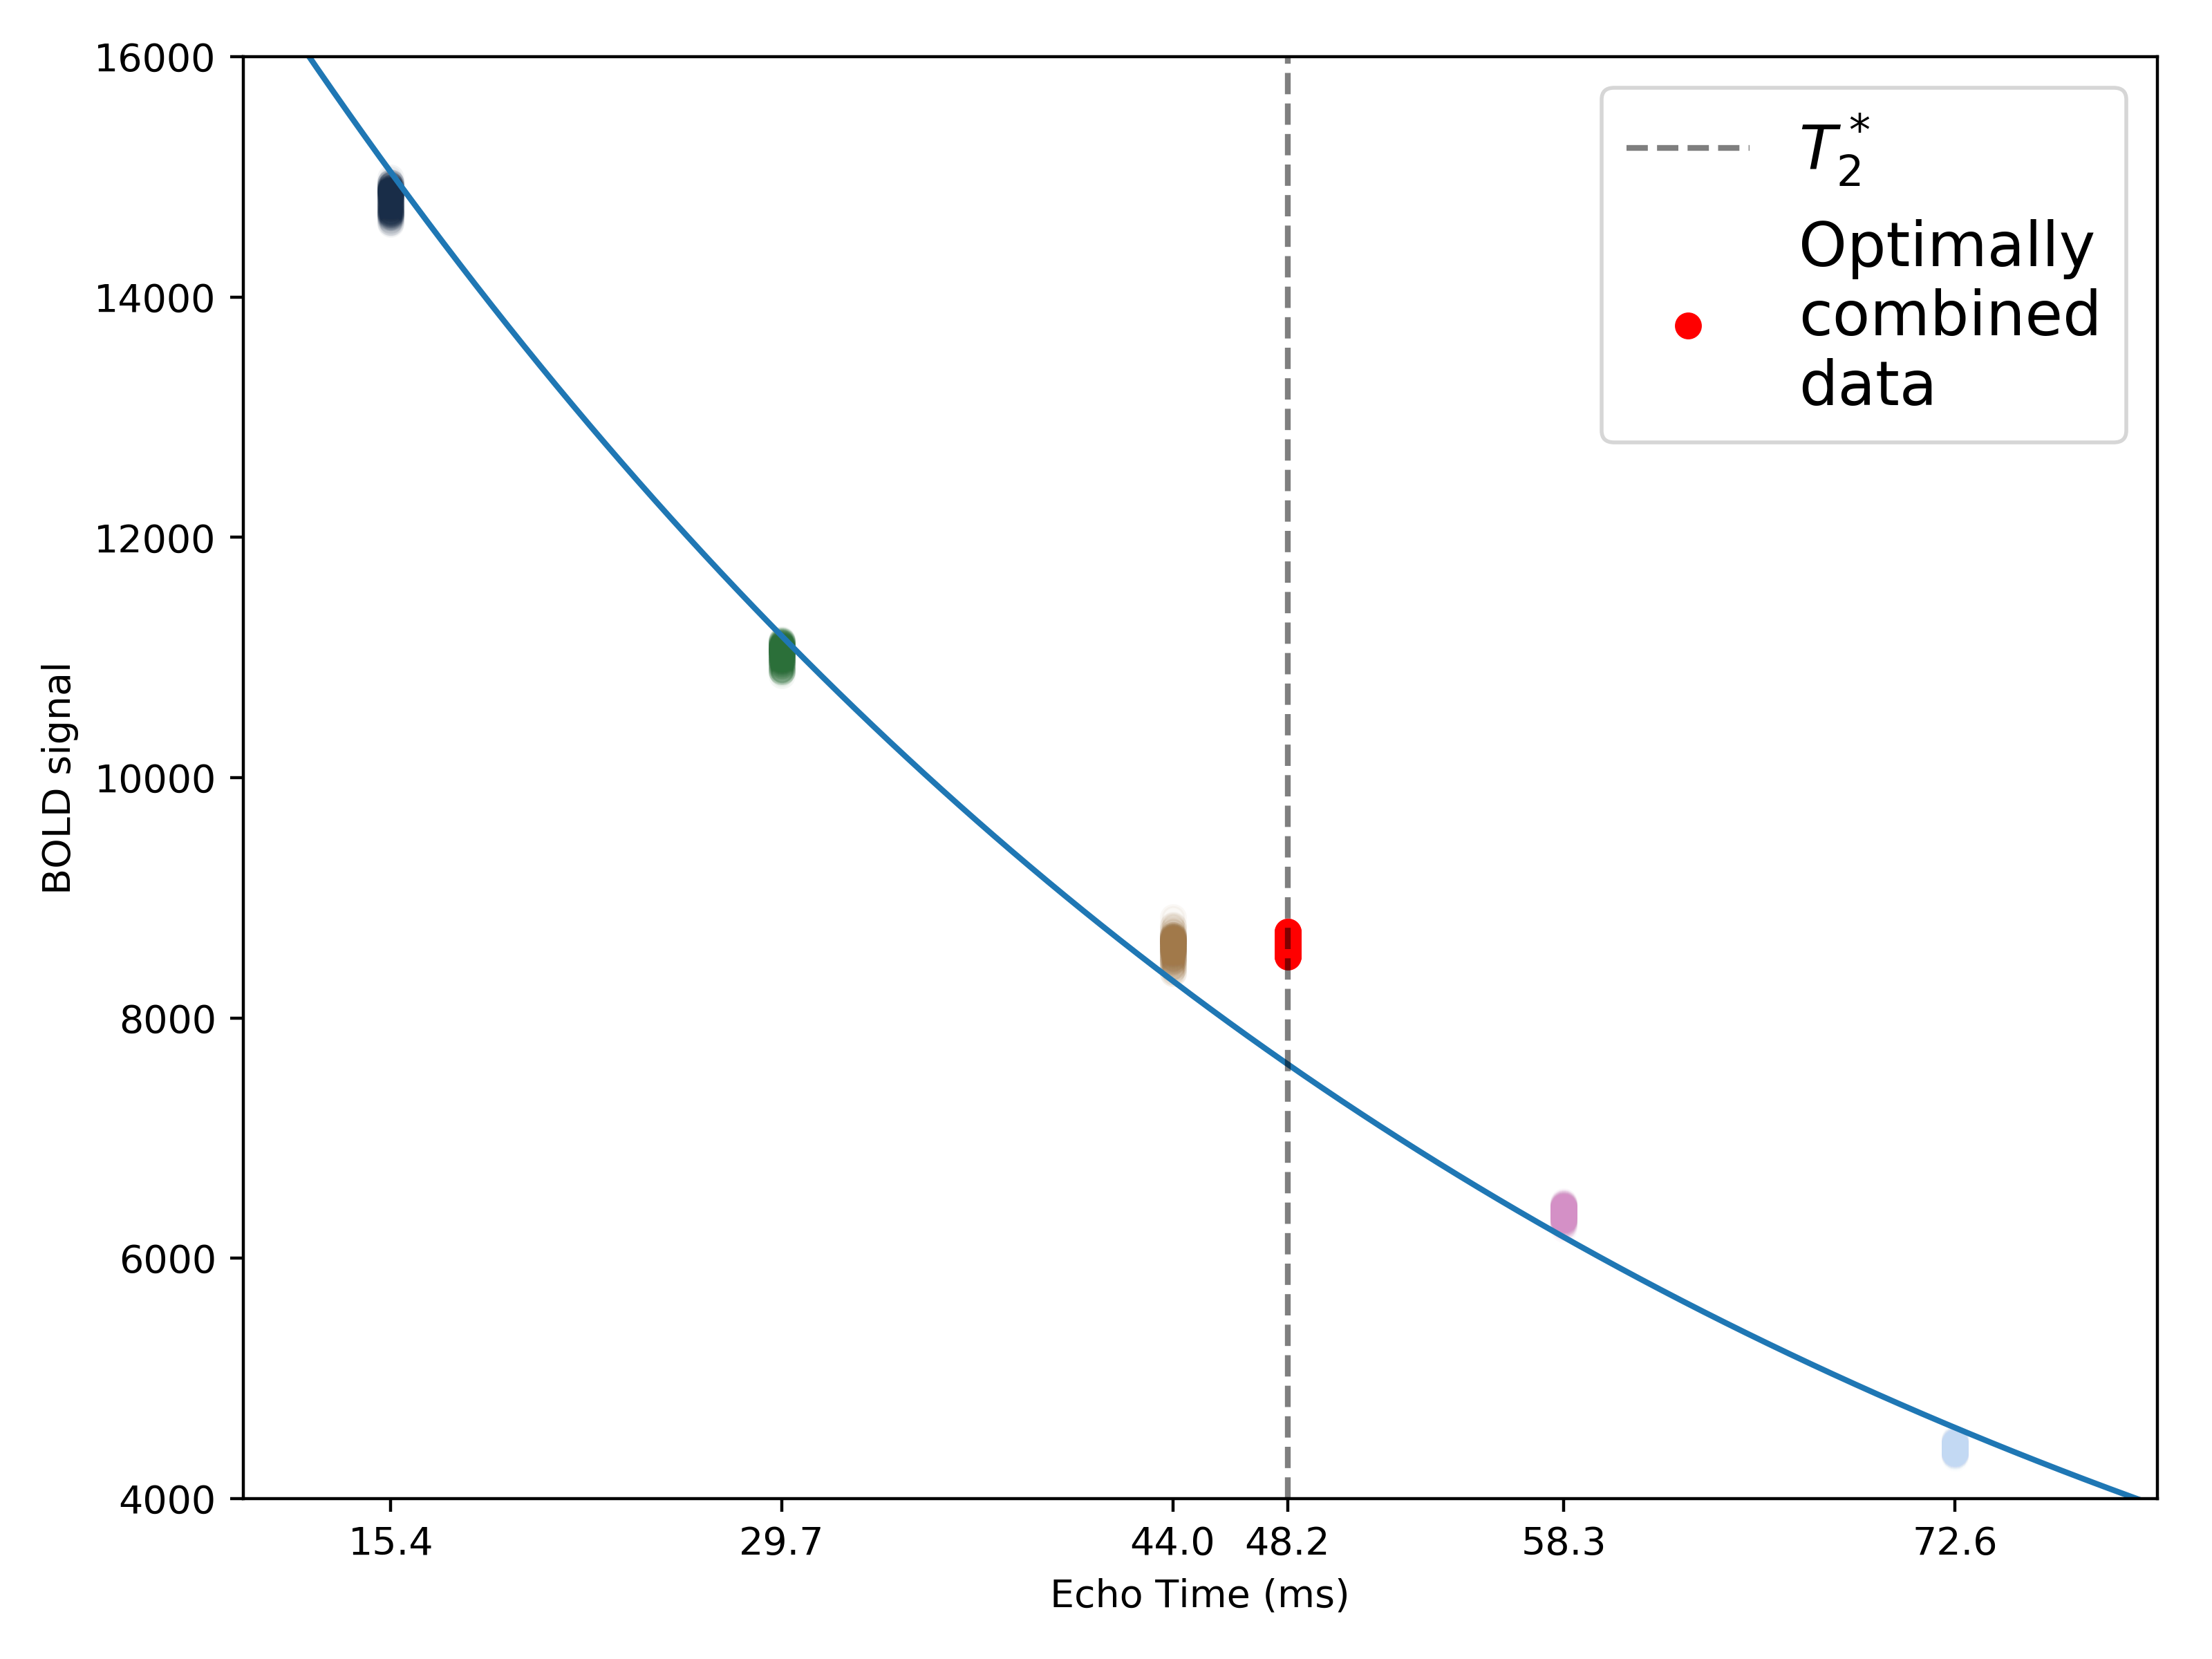 16000
14000
12000
10000
8000
6000
4000
BOLD signal
T₂*
Optimally
combined
data
15.4 29.7 44.0 48.2 58.3 72.6
Echo Time (ms)